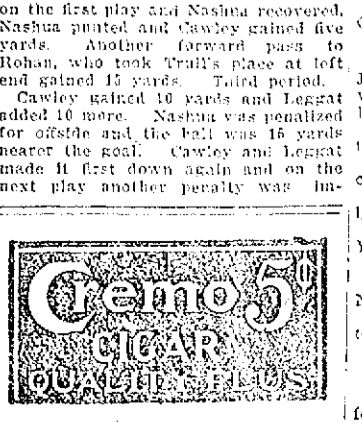 on the first play and Nashua recovered.
Nashua punted and Cawley gained five
yards. Another forward pass to
Rohan, who took Trull's place at left
end gained 15 yards. Third period.
Cawley gained 10 yards and Leggat
added 10 more. Nashua was penalized
for offside and the ball was 15 yards
nearer the goal. Cawley and Leggat
made it first down again and on the
next play another penalty was im-
Cremo 5¢
CIGAR
QUALITY PLUS